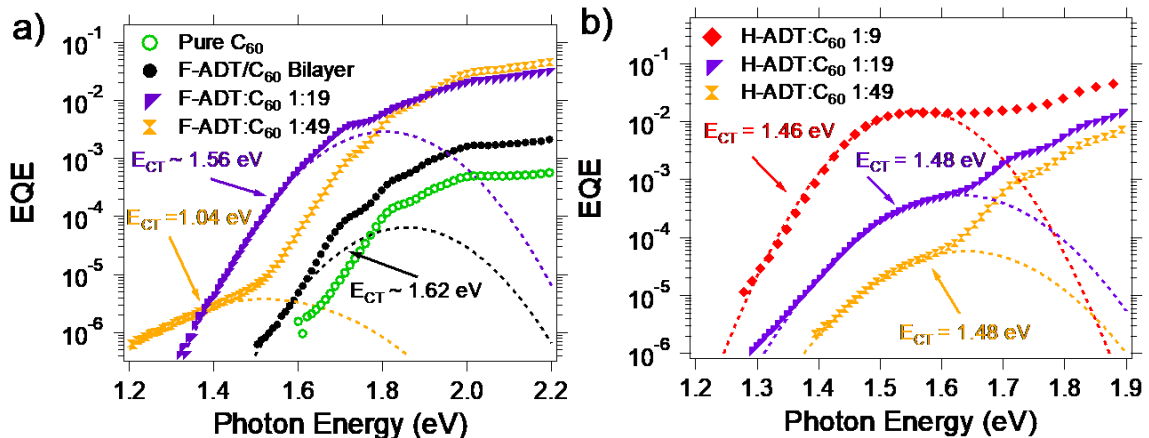 a)
Pure C60
F-ADT/C60 Bilayer
F-ADT:C60 1:19
F-ADT:C60 1:49
ECT ~ 1.56 eV
ECT =1.04 eV
ECT ~ 1.62 eV
EQE
10-1
10-2
10-3
10-4
10-5
10-6
1.2 1.4 1.6 1.8 2.0 2.2
Photon Energy (eV)
b)
H-ADT:C60 1:9
H-ADT:C60 1:19
H-ADT:C60 1:49
ECT = 1.46 eV
ECT = 1.48 eV
ECT = 1.48 eV
EQE
10-1
10-2
10-3
10-4
10-5
10-6
1.2 1.3 1.4 1.5 1.6 1.7 1.8 1.9
Photon Energy (eV)